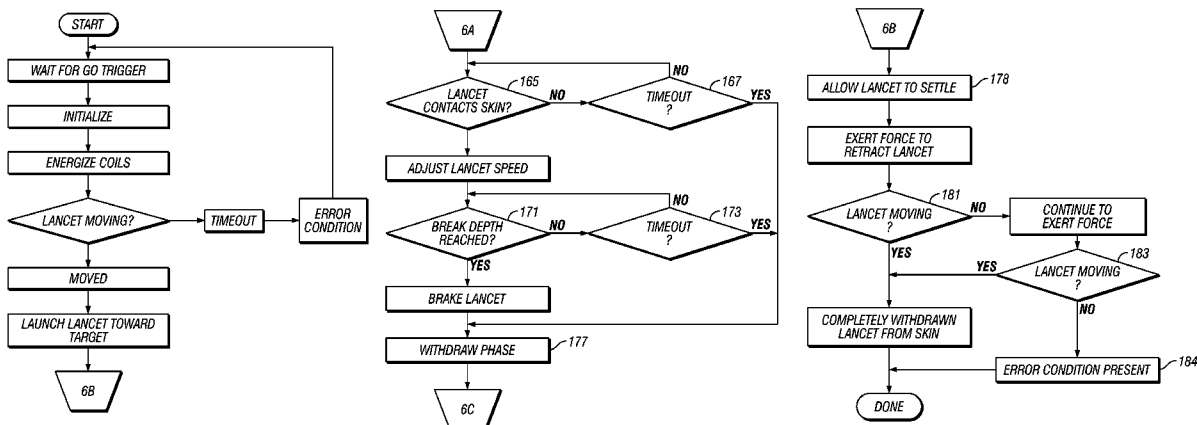 START
WAIT FOR GO TRIGGER
INITIALIZE
ENERGIZE COILS
LANCET MOVING?
TIMEOUT
ERROR
CONDITION
MOVED
LAUNCH LANCET TOWARD
TARGET
6B
6A
LANCET
CONTACTS SKIN?
165
NO
TIMEOUT
?
167
NO
YES
ADJUST LANCET SPEED
BREAK DEPTH
REACHED?
171
NO
YES
TIMEOUT
?
173
NO
YES
BRAKE LANCET
WITHDRAW PHASE
177
6C
6B
ALLOW LANCET TO SETTLE
178
EXERT FORCE TO
RETRACT LANCET
LANCET MOVING
?
181
NO
YES
CONTINUE TO
EXERT FORCE
LANCET MOVING
?
183
YES
NO
COMPLETELY WITHDRAWN
LANCET FROM SKIN
ERROR CONDITION PRESENT
184
DONE